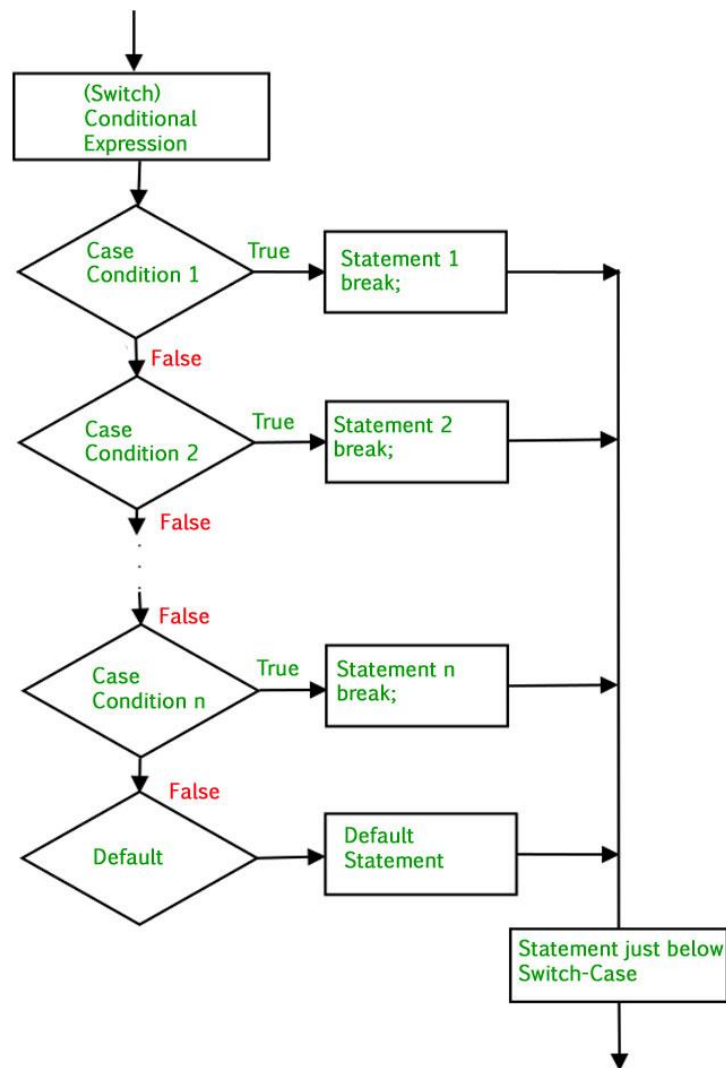 (Switch)
Conditional
Expression
Case
Condition 1
True
Statement 1
break;
False
Case
Condition 2
True
Statement 2
break;
False
False
Case
Condition n
True
Statement n
break;
False
Default
Default
Statement
Statement just below
Switch-Case